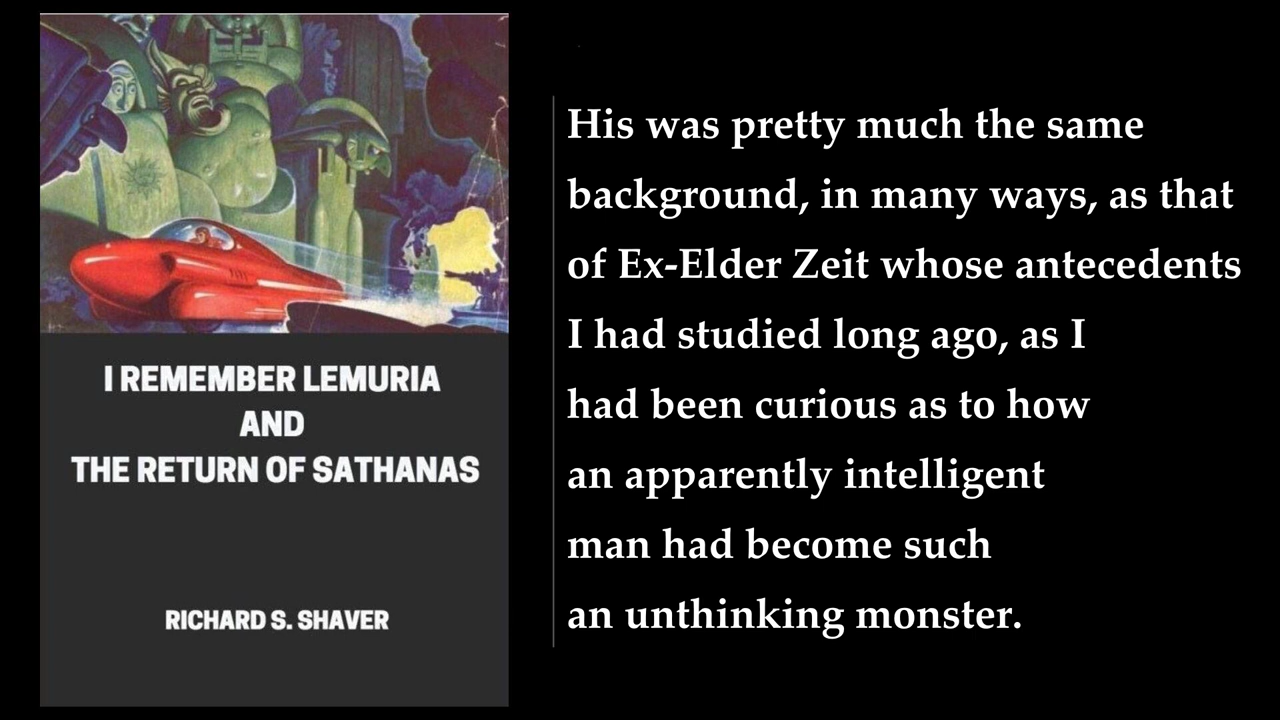 I REMEMBER LEMURIA
AND
THE RETURN OF SATHANAS
RICHARD S. SHAVER
His was pretty much the same
background, in many ways, as that
of Ex-Elder Zeit whose antecedents
I had studied long ago, as I
had been curious as to how
an apparently intelligent
man had become such
an unthinking monster.